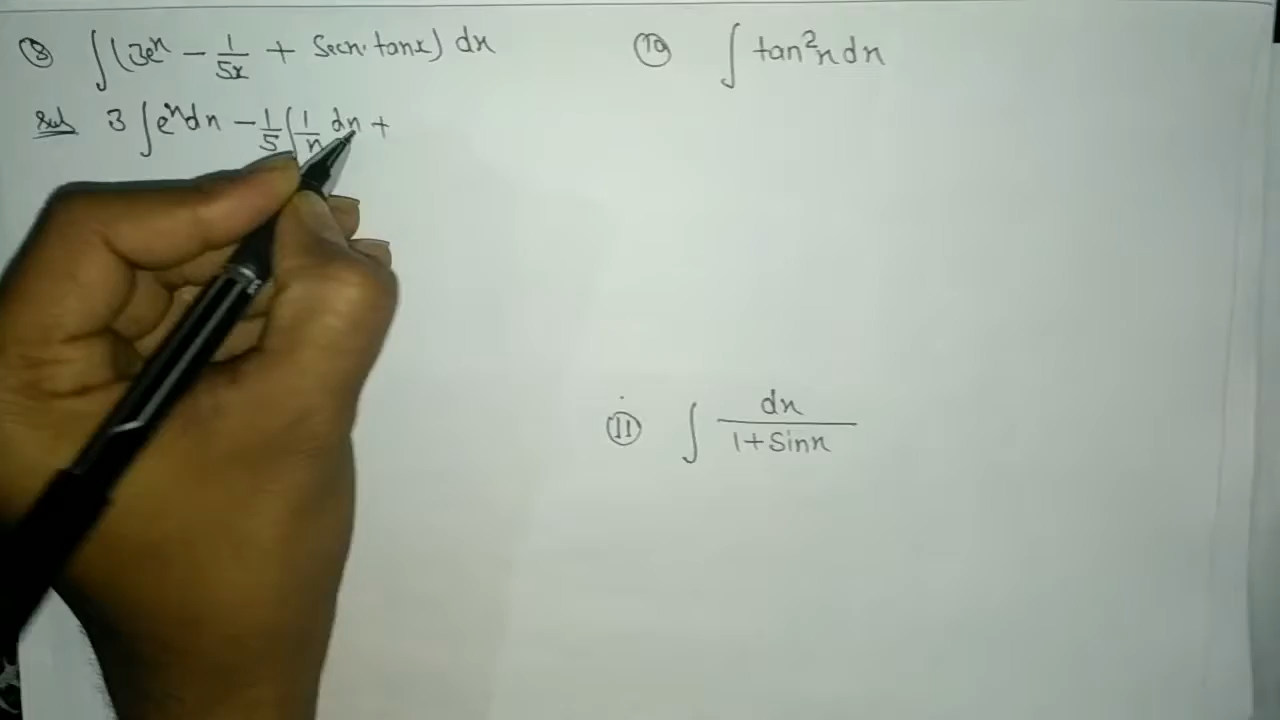 ⑨ ∫(3eˣ − 1/5x + Secx·tanx) dx
Sol 3∫eˣdx − 1/5∫1/x dx +
⑩ ∫ tan²x dx
⑪ ∫ dx/1+Sinx